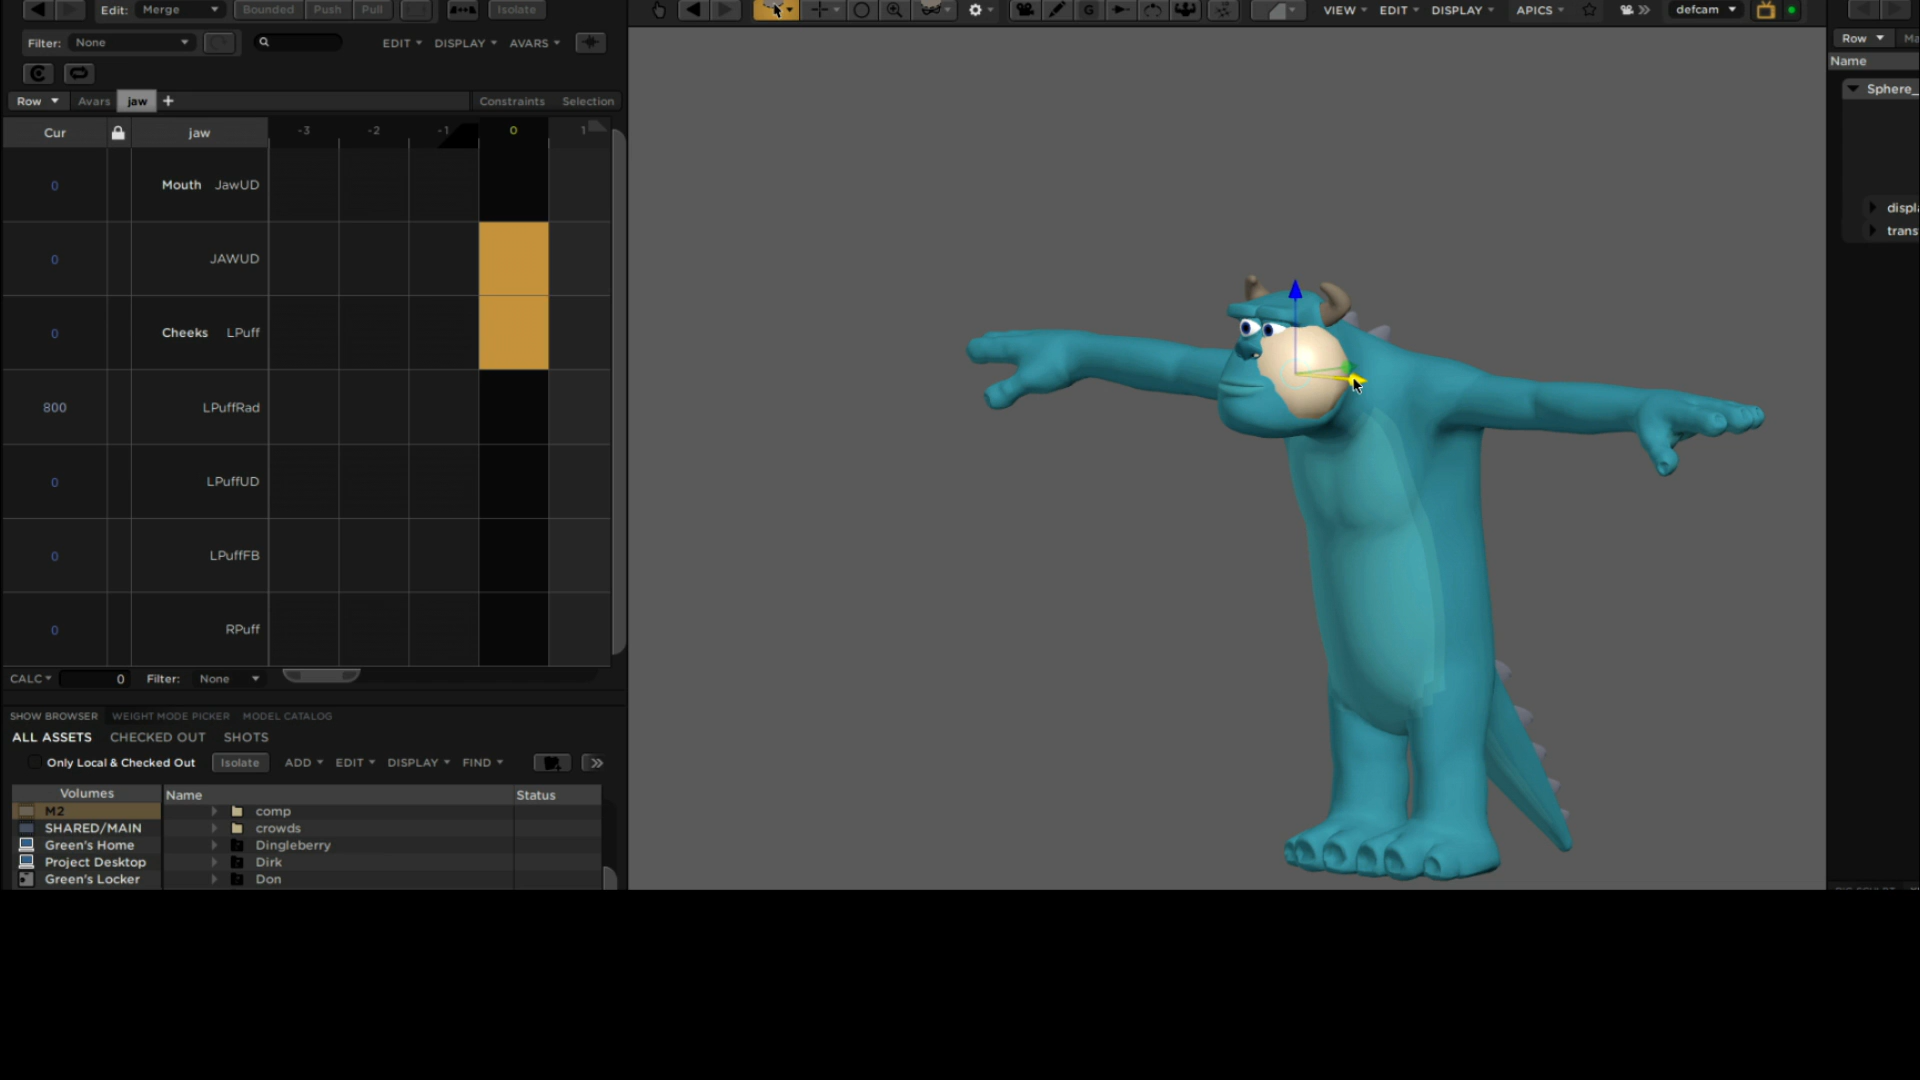 Edit: Merge Bounded Push Pull Isolate
VIEW EDIT DISPLAY APICS defcam
Filter: None EDIT DISPLAY AVARS
Row
Name
Row Avars jaw + Constraints Selection
Sphere_
Cur jaw -3 -2 -1 0 1
0 Mouth JawUD
0 JAWUD
0 Cheeks LPuff
800 LPuffRad
0 LPuffUD
0 LPuffFB
0 RPuff
displ
trans
CALC 0 Filter: None
SHOW BROWSER WEIGHT MODE PICKER MODEL CATALOG
ALL ASSETS CHECKED OUT SHOTS
Only Local & Checked Out Isolate ADD EDIT DISPLAY FIND
Volumes Name Status
M2 comp
SHARED/MAIN crowds
Green's Home Dingleberry
Project Desktop Dirk
Green's Locker Don